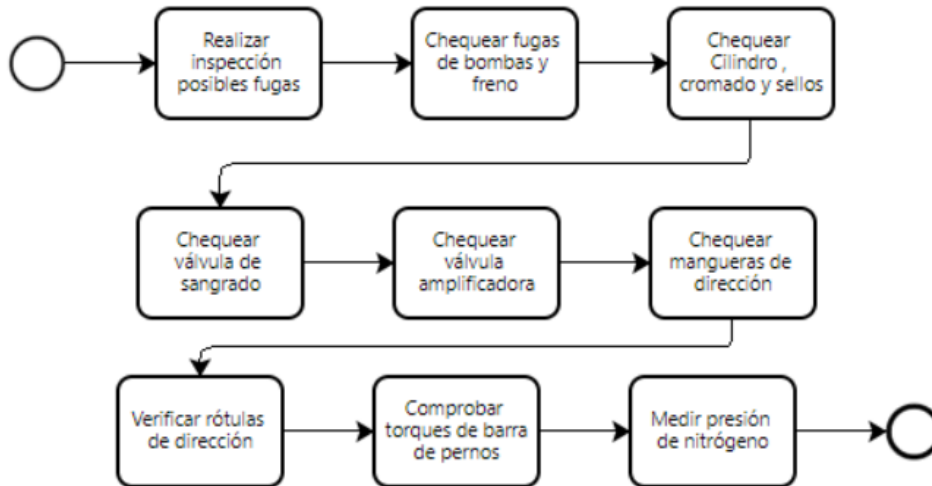 Realizar
inspección
posibles fugas
Chequear fugas
de bombas y
freno
Chequear
Cilindro ,
cromado y sellos
Chequear
válvula de
sangrado
Chequear
válvula
amplificadora
Chequear
mangueras de
dirección
Verificar rótulas
de dirección
Comprobar
torques de barra
de pernos
Medir presión
de nitrógeno